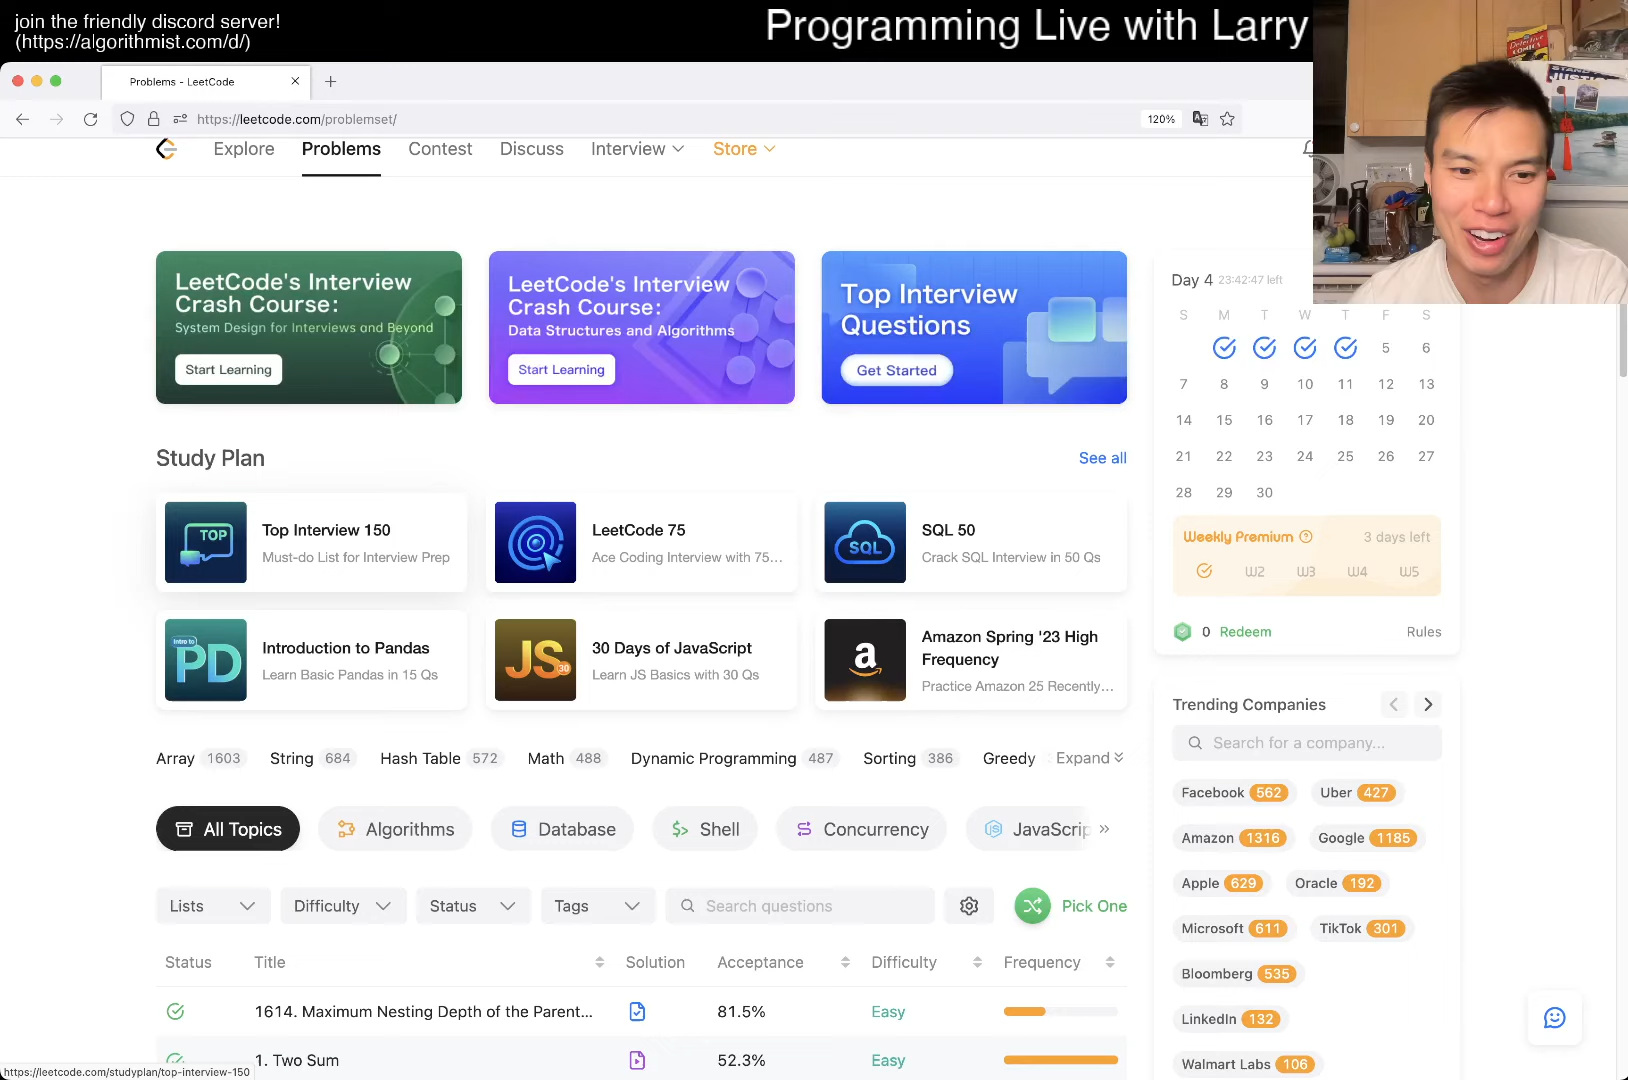 join the friendly discord server!
(https://algorithmist.com/d/)
Programming Live with Larry
Problems - LeetCode
https://leetcode.com/problemset/
120%
Explore
Problems
Contest
Discuss
Interview
Store
LeetCode's Interview
Crash Course:
System Design for Interviews and Beyond
Start Learning
LeetCode's Interview
Crash Course:
Data Structures and Algorithms
Start Learning
Top Interview
Questions
Get Started
Day 4 23:42:47 left
S M T W T F S
5 6
7 8 9 10 11 12 13
14 15 16 17 18 19 20
21 22 23 24 25 26 27
28 29 30
Weekly Premium
3 days left
W2 W3 W4 W5
0 Redeem
Rules
Study Plan
See all
TOP
Top Interview 150
Must-do List for Interview Prep
LeetCode 75
Ace Coding Interview with 75...
SQL
SQL 50
Crack SQL Interview in 50 Qs
Intro to
PD
Introduction to Pandas
Learn Basic Pandas in 15 Qs
JS
30
30 Days of JavaScript
Learn JS Basics with 30 Qs
a
Amazon Spring '23 High
Frequency
Practice Amazon 25 Recently...
Array 1603
String 684
Hash Table 572
Math 488
Dynamic Programming 487
Sorting 386
Greedy
Expand
All Topics
Algorithms
Database
$ Shell
Concurrency
JS JavaScrip
Lists
Difficulty
Status
Tags
Search questions
Pick One
Status Title Solution Acceptance Difficulty Frequency
1614. Maximum Nesting Depth of the Parent... 81.5% Easy
1. Two Sum 52.3% Easy
Trending Companies
Search for a company...
Facebook 562
Uber 427
Amazon 1316
Google 1185
Apple 629
Oracle 192
Microsoft 611
TikTok 301
Bloomberg 535
LinkedIn 132
Walmart Labs 106
https://leetcode.com/studyplan/top-interview-150